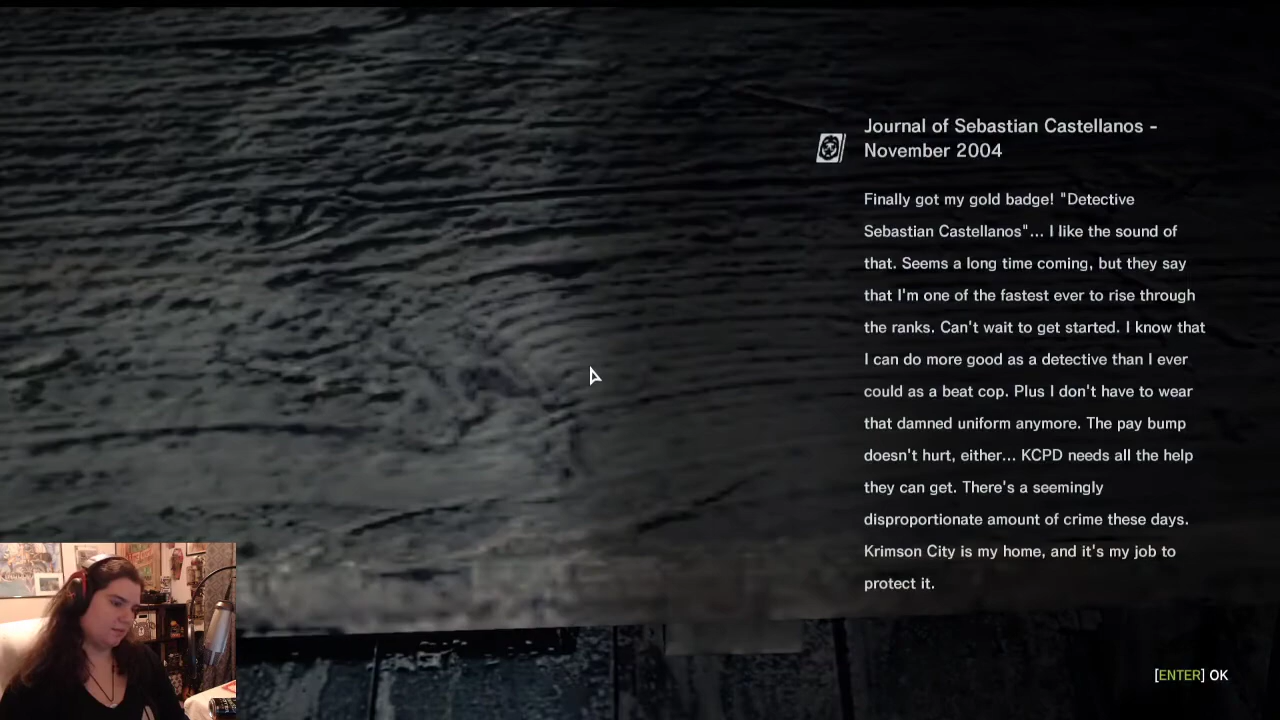 Journal of Sebastian Castellanos -
November 2004
Finally got my gold badge! "Detective
Sebastian Castellanos"... I like the sound of
that. Seems a long time coming, but they say
that I'm one of the fastest ever to rise through
the ranks. Can't wait to get started. I know that
I can do more good as a detective than I ever
could as a beat cop. Plus I don't have to wear
that damned uniform anymore. The pay bump
doesn't hurt, either... KCPD needs all the help
they can get. There's a seemingly
disproportionate amount of crime these days.
Krimson City is my home, and it's my job to
protect it.
[ENTER] OK